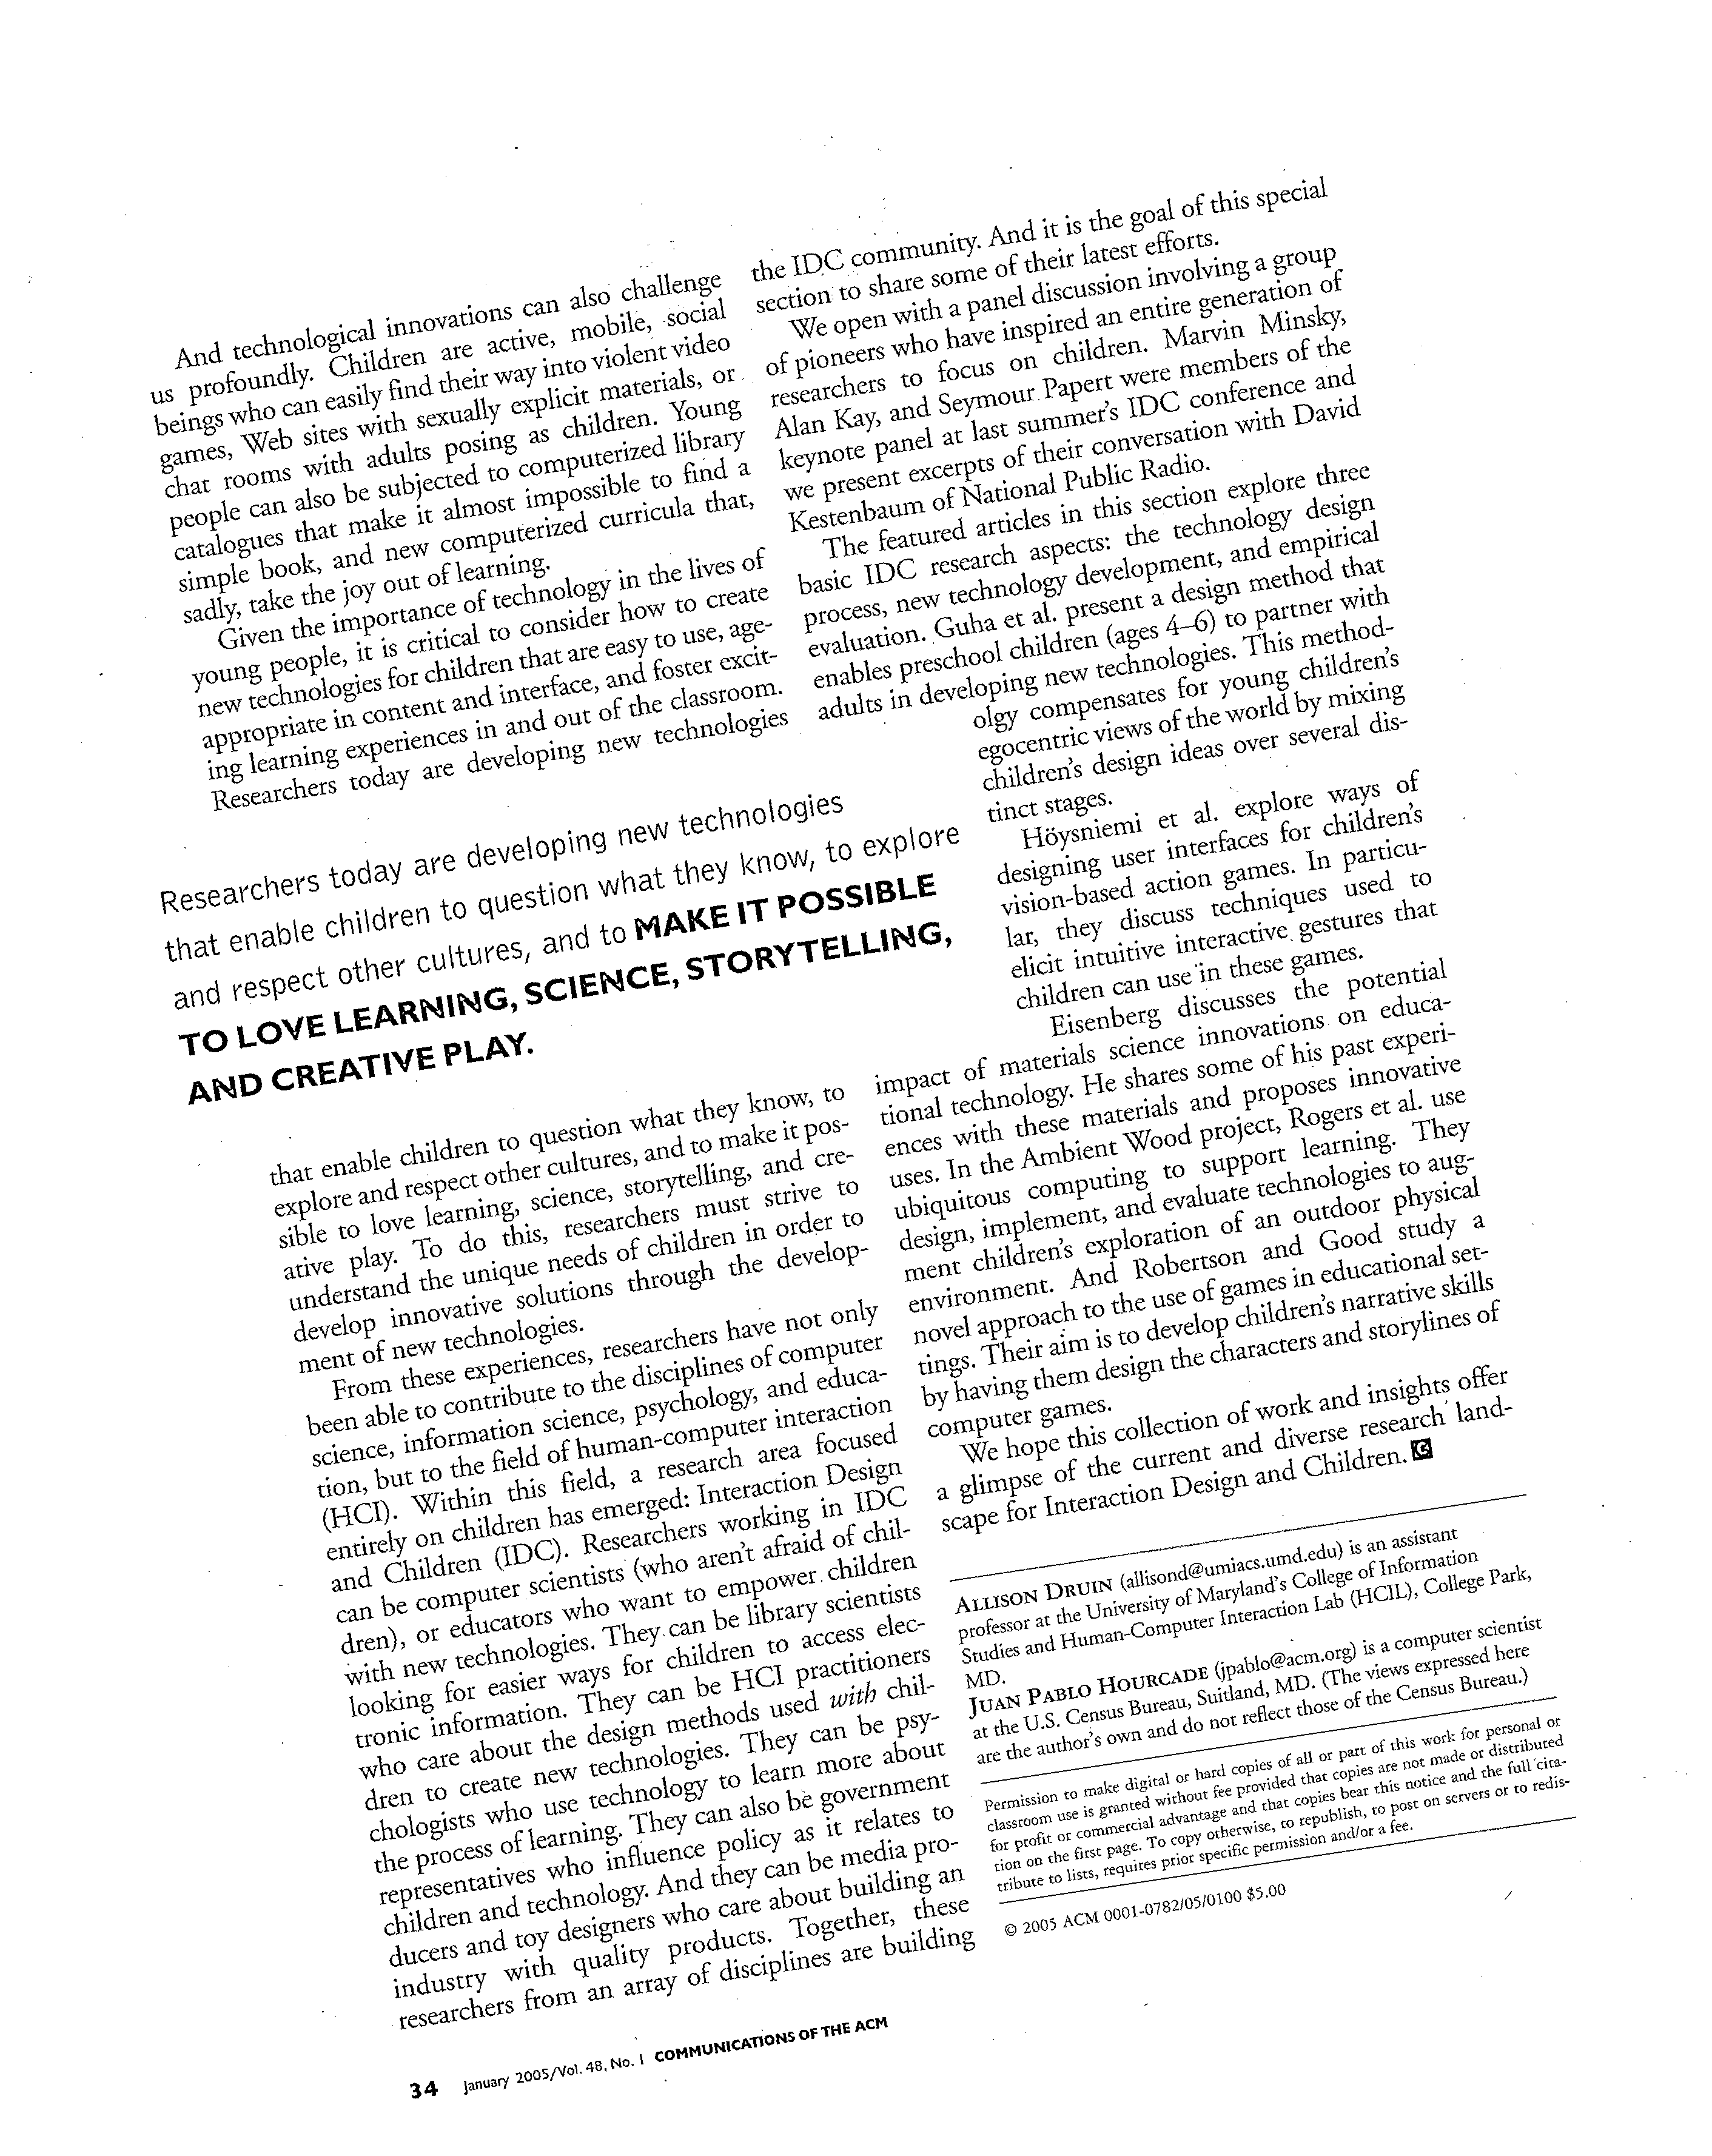 And technological innovations can also challenge
us profoundly. Children are active, mobile, social
beings who can easily find their way into violent video
games, Web sites with sexually explicit materials, or
chat rooms with adults posing as children. Young
people can also be subjected to computerized library
catalogues that make it almost impossible to find a
simple book, and new computerized curricula that,
sadly, take the joy out of learning.
Given the importance of technology in the lives of
young people, it is critical to consider how to create
new technologies for children that are easy to use, age-
appropriate in content and interface, and foster excit-
ing learning experiences in and out of the classroom.
Researchers today are developing new technologies
Researchers today are developing new technologies
that enable children to question what they know, to explore
and respect other cultures, and to MAKE IT POSSIBLE
TO LOVE LEARNING, SCIENCE, STORYTELLING,
AND CREATIVE PLAY.
that enable children to question what they know, to
explore and respect other cultures, and to make it pos-
sible to love learning, science, storytelling, and cre-
ative play. To do this, researchers must strive to
understand the unique needs of children in order to
develop innovative solutions through the develop-
ment of new technologies.
From these experiences, researchers have not only
been able to contribute to the disciplines of computer
science, information science, psychology, and educa-
tion, but to the field of human-computer interaction
(HCI). Within this field, a research area focused
entirely on children has emerged: Interaction Design
and Children (IDC). Researchers working in IDC
can be computer scientists (who aren't afraid of chil-
dren), or educators who want to empower children
with new technologies. They can be library scientists
looking for easier ways for children to access elec-
tronic information. They can be HCI practitioners
who care about the design methods used with chil-
dren to create new technologies. They can be psy-
chologists who use technology to learn more about
the process of learning. They can also be government
representatives who influence policy as it relates to
children and technology. And they can be media pro-
ducers and toy designers who care about building an
industry with quality products. Together, these
researchers from an array of disciplines are building
the IDC community. And it is the goal of this special
section to share some of their latest efforts.
We open with a panel discussion involving a group
of pioneers who have inspired an entire generation of
researchers to focus on children. Marvin Minsky,
Alan Kay, and Seymour Papert were members of the
keynote panel at last summer's IDC conference and
we present excerpts of their conversation with David
Kestenbaum of National Public Radio.
The featured articles in this section explore three
basic IDC research aspects: the technology design
process, new technology development, and empirical
evaluation. Guha et al. present a design method that
enables preschool children (ages 4–6) to partner with
adults in developing new technologies. This method-
olgy compensates for young children's
egocentric views of the world by mixing
children's design ideas over several dis-
tinct stages.
Höysniemi et al. explore ways of
designing user interfaces for children's
vision-based action games. In particu-
lar, they discuss techniques used to
elicit intuitive interactive gestures that
children can use in these games.
Eisenberg discusses the potential
impact of materials science innovations on educa-
tional technology. He shares some of his past experi-
ences with these materials and proposes innovative
uses. In the Ambient Wood project, Rogers et al. use
ubiquitous computing to support learning. They
design, implement, and evaluate technologies to aug-
ment children's exploration of an outdoor physical
environment. And Robertson and Good study a
novel approach to the use of games in educational set-
tings. Their aim is to develop children's narrative skills
by having them design the characters and storylines of
computer games.
We hope this collection of work and insights offer
a glimpse of the current and diverse research land-
scape for Interaction Design and Children. C
ALLISON DRUIN (allisond@umiacs.umd.edu) is an assistant
professor at the University of Maryland's College of Information
Studies and Human-Computer Interaction Lab (HCIL), College Park,
MD.
JUAN PABLO HOURCADE (jpablo@acm.org) is a computer scientist
at the U.S. Census Bureau, Suitland, MD. (The views expressed here
are the author's own and do not reflect those of the Census Bureau.)
Permission to make digital or hard copies of all or part of this work for personal or
classroom use is granted without fee provided that copies are not made or distributed
for profit or commercial advantage and that copies bear this notice and the full cita-
tion on the first page. To copy otherwise, to republish, to post on servers or to redis-
tribute to lists, requires prior specific permission and/or a fee.
© 2005 ACM 0001-0782/05/0100 $5.00
34 January 2005/Vol. 48, No. 1 COMMUNICATIONS OF THE ACM